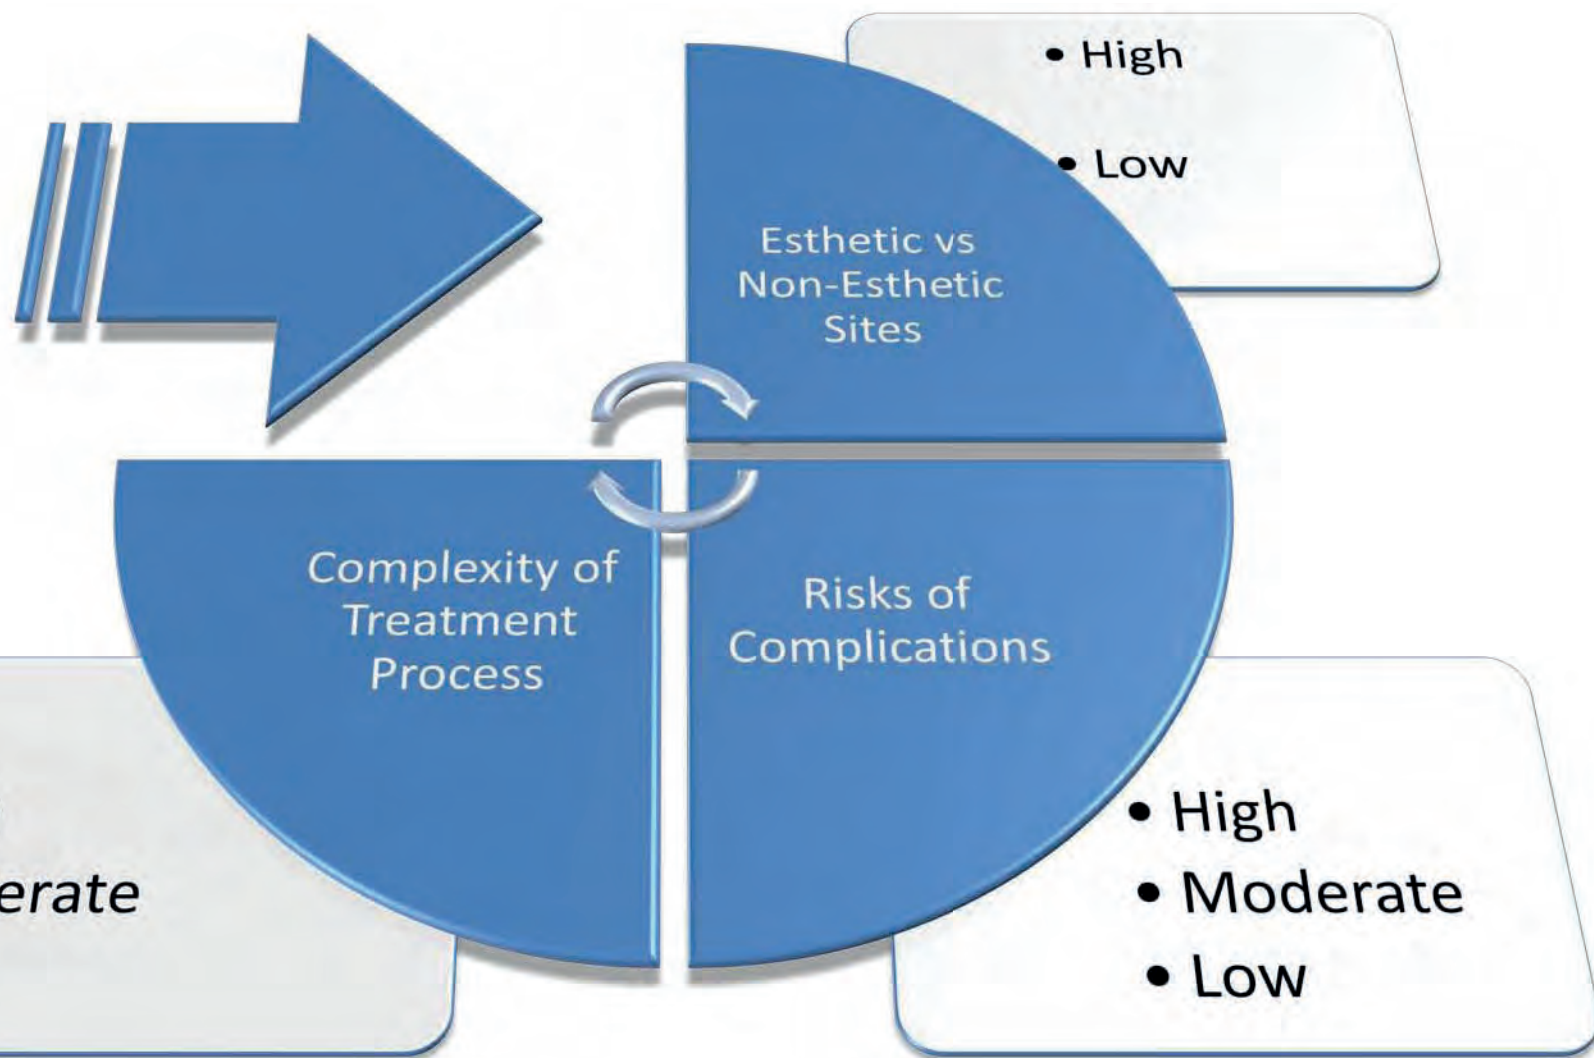 • High
• Low
Esthetic vs
Non-Esthetic
Sites
Complexity of
Treatment
Process
Risks of
Complications
• High
• Moderate
• Low
erate